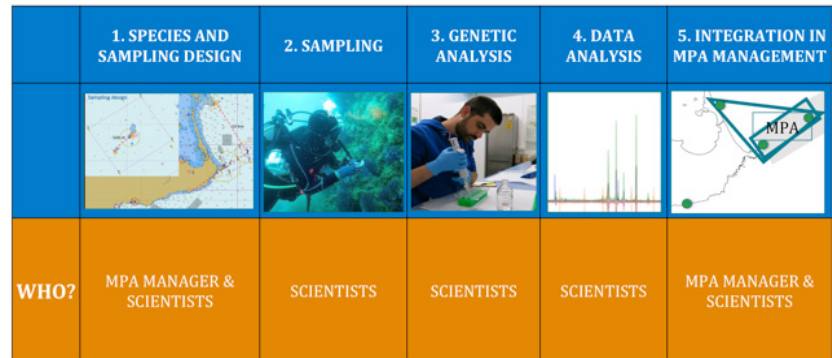 1. SPECIES AND
SAMPLING DESIGN
2. SAMPLING
3. GENETIC
ANALYSIS
4. DATA
ANALYSIS
5. INTEGRATION IN
MPA MANAGEMENT
Sampling design
MPA
WHO?
MPA MANAGER &
SCIENTISTS
SCIENTISTS
SCIENTISTS
SCIENTISTS
MPA MANAGER &
SCIENTISTS